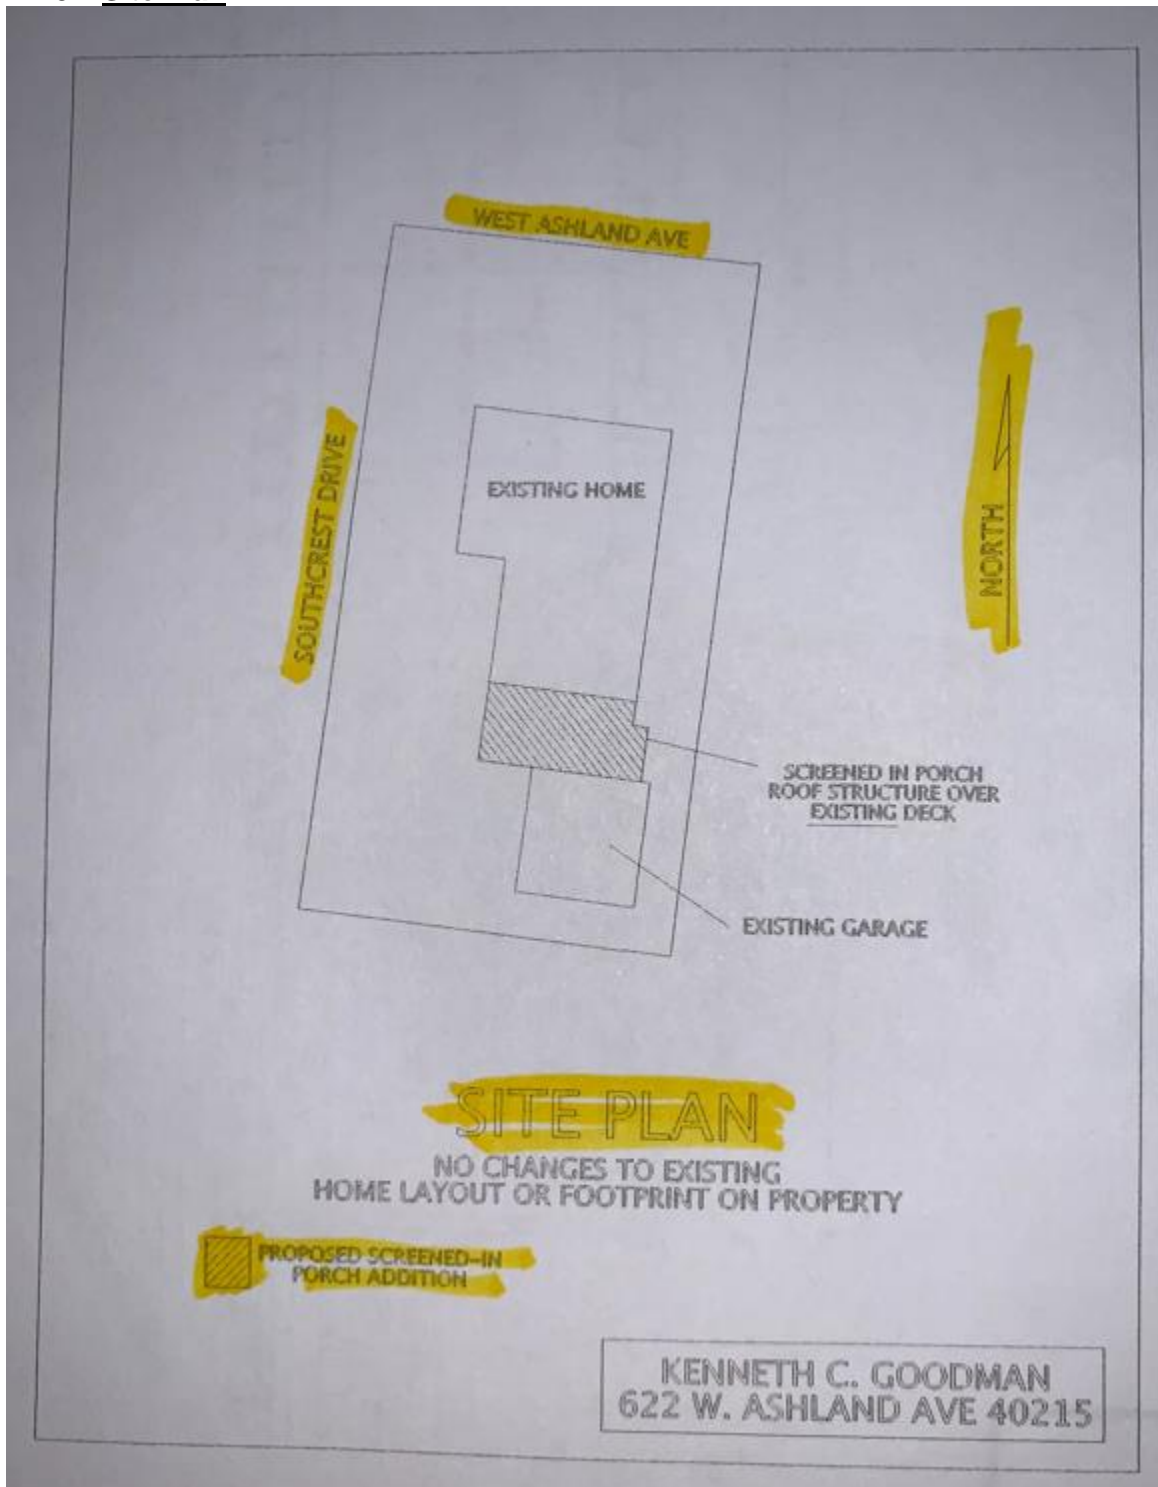 WEST ASHLAND AVE
SOUTHCREST DRIVE
NORTH
EXISTING HOME
SCREENED IN PORCH
ROOF STRUCTURE OVER
EXISTING DECK
EXISTING GARAGE
SITE PLAN
NO CHANGES TO EXISTING
HOME LAYOUT OR FOOTPRINT ON PROPERTY
PROPOSED SCREENED-IN
PORCH ADDITION
KENNETH C. GOODMAN
622 W. ASHLAND AVE 40215